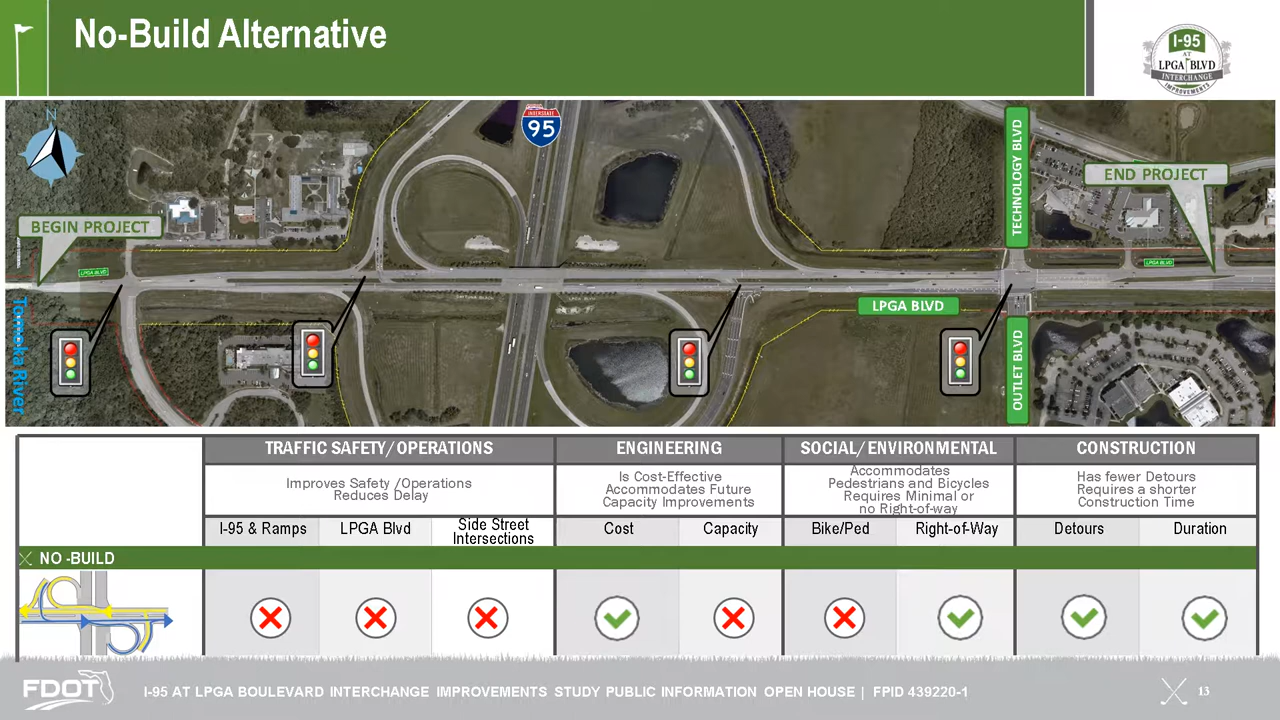 No-Build Alternative
I-95
AT
LPGA BLVD
INTERCHANGE
IMPROVEMENTS
N
INTERSTATE
95
TECHNOLOGY BLVD
END PROJECT
BEGIN PROJECT
LPGA BLVD
LPGA BLVD
LPGA BLVD
Tomoka River
OUTLET BLVD
TRAFFIC SAFETY/OPERATIONS
ENGINEERING
SOCIAL/ENVIRONMENTAL
CONSTRUCTION
Improves Safety /Operations
Reduces Delay
Is Cost-Effective
Accommodates Future
Capacity Improvements
Accommodates
Pedestrians and Bicycles
Requires Minimal or
no Right-of-way
Has fewer Detours
Requires a shorter
Construction Time
I-95 & Ramps
LPGA Blvd
Side Street
Intersections
Cost
Capacity
Bike/Ped
Right-of-Way
Detours
Duration
NO -BUILD
FDOT
I-95 AT LPGA BOULEVARD INTERCHANGE IMPROVEMENTS STUDY PUBLIC INFORMATION OPEN HOUSE | FPID 439220-1
13